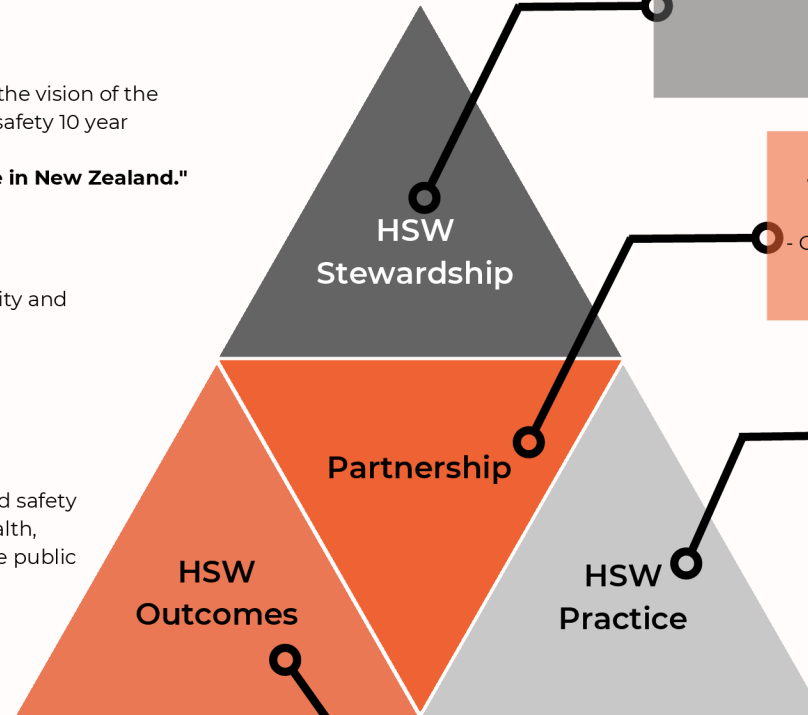 the vision of the
safety 10 year
e in New Zealand."
ity and
d safety
alth,
e public
HSW
Stewardship
- C
Partnership
HSW
Outcomes
HSW
Practice